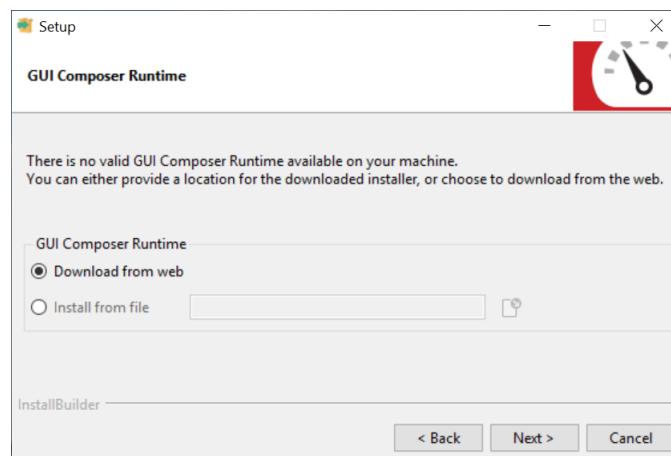 Setup
GUI Composer Runtime
There is no valid GUI Composer Runtime available on your machine.
You can either provide a location for the downloaded installer, or choose to download from the web.
GUI Composer Runtime
Download from web
Install from file
InstallBuilder
< Back Next > Cancel